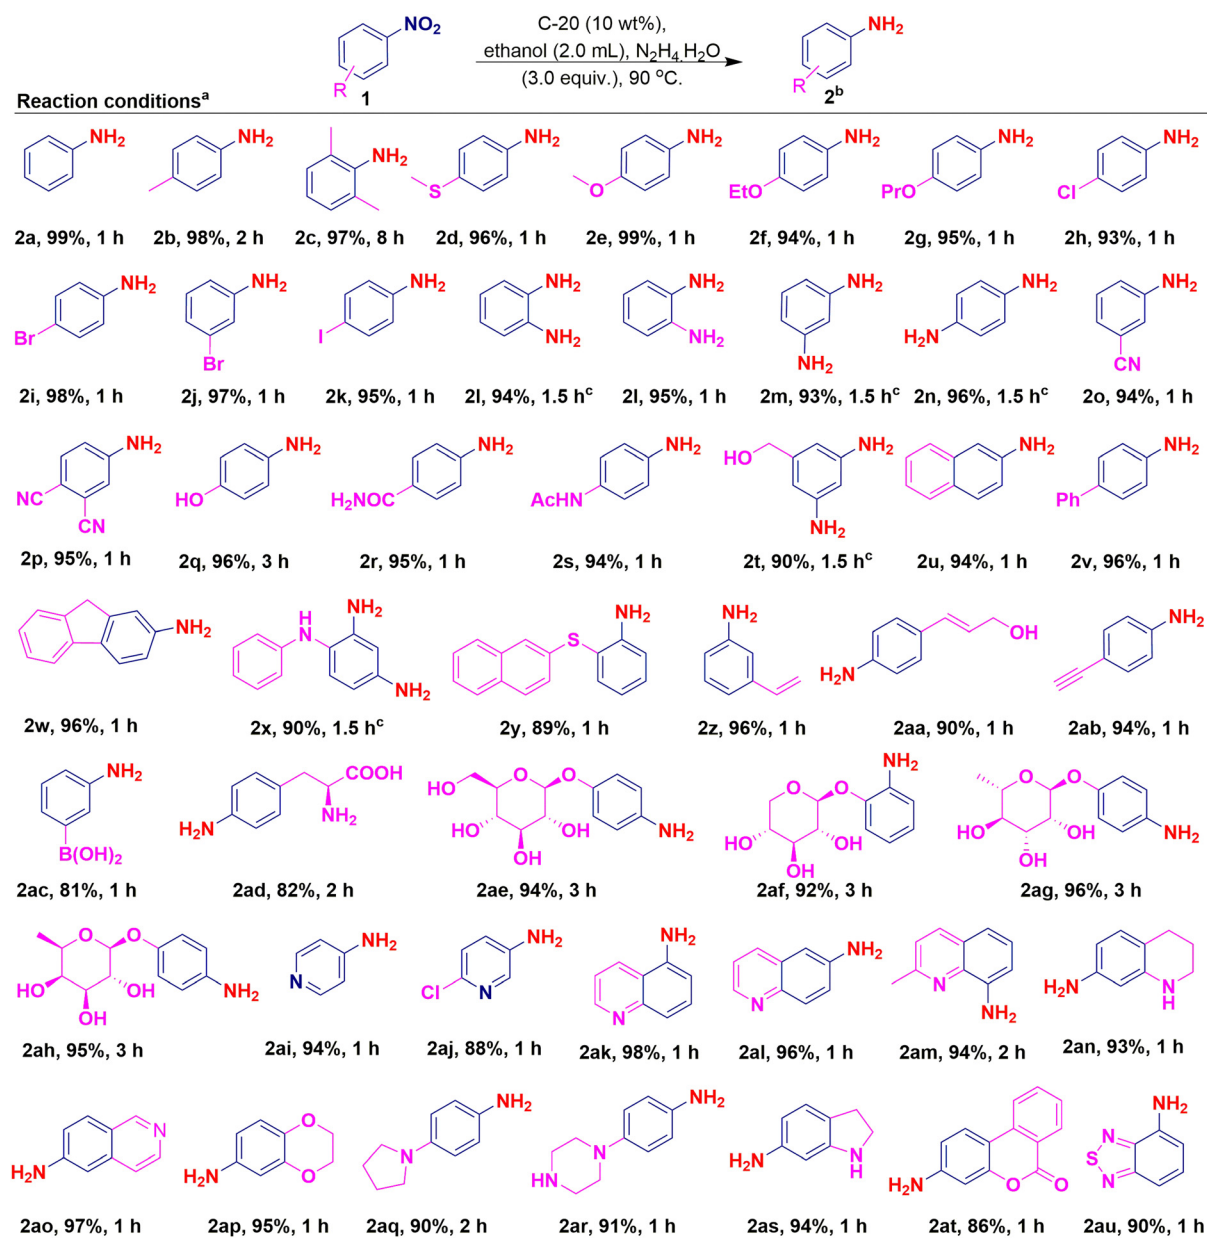 NO2
R
1
C-20 (10 wt%),
ethanol (2.0 mL), N2H4.H2O
(3.0 equiv.), 90 °C.
NH2
R
2b
Reaction conditionsa
NH2 NH2 NH2 NH2 NH2 NH2 NH2 NH2
S O EtO PrO Cl
2a, 99%, 1 h 2b, 98%, 2 h 2c, 97%, 8 h 2d, 96%, 1 h 2e, 99%, 1 h 2f, 94%, 1 h 2g, 95%, 1 h 2h, 93%, 1 h
NH2 NH2 NH2 NH2 NH2 NH2 NH2 NH2
Br Br I NH2 NH2 NH2 NH2 CN
2i, 98%, 1 h 2j, 97%, 1 h 2k, 95%, 1 h 2l, 94%, 1.5 hc 2l, 95%, 1 h 2m, 93%, 1.5 hc 2n, 96%, 1.5 hc 2o, 94%, 1 h
NH2 NH2 NH2 NH2 HO NH2 NH2 NH2
NC CN HO H2NOC AcHN NH2 Ph
2p, 95%, 1 h 2q, 96%, 3 h 2r, 95%, 1 h 2s, 94%, 1 h 2t, 90%, 1.5 hc 2u, 94%, 1 h 2v, 96%, 1 h
NH2 H N NH2 NH2 S NH2 NH2 H2N OH NH2
2w, 96%, 1 h 2x, 90%, 1.5 hc 2y, 89%, 1 h 2z, 96%, 1 h 2aa, 90%, 1 h 2ab, 94%, 1 h
NH2 B(OH)2 H2N COOH NH2 HO O O HO OH OH NH2 O O NH2 HO OH OH O O HO OH OH NH2
2ac, 81%, 1 h 2ad, 82%, 2 h 2ae, 94%, 3 h 2af, 92%, 3 h 2ag, 96%, 3 h
O O HO OH OH NH2 NH2 N NH2 Cl N NH2 N NH2 N N NH2 H2N N H
2ah, 95%, 3 h 2ai, 94%, 1 h 2aj, 88%, 1 h 2ak, 98%, 1 h 2al, 96%, 1 h 2am, 94%, 2 h 2an, 93%, 1 h
H2N N H2N O O NH2 N NH2 N HN H2N N H H2N O O NH2 N S N
2ao, 97%, 1 h 2ap, 95%, 1 h 2aq, 90%, 2 h 2ar, 91%, 1 h 2as, 94%, 1 h 2at, 86%, 1 h 2au, 90%, 1 h